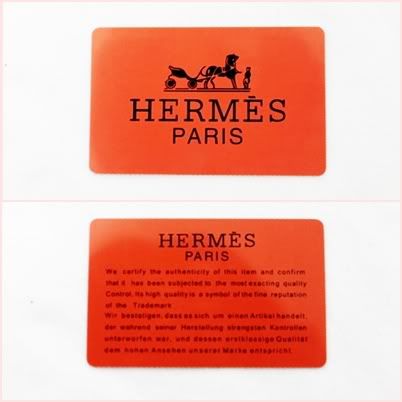 HERMĒS
PARIS
HERMÈS
PARIS
We certify the authenticity of this item and confirm
that it has been subjected to the most exacting quality
Control. Its high quality is a symbol of the fine reputation
of the Trademark
Wir bestätigen, dass es sich um einen Artikel handelt,
der wahrend seiner Herstellung strengsten Kontrollen
unterworfen war, und dessen erstklassige Qualität
dem hohen Ansehen unserer Marke entspricht.